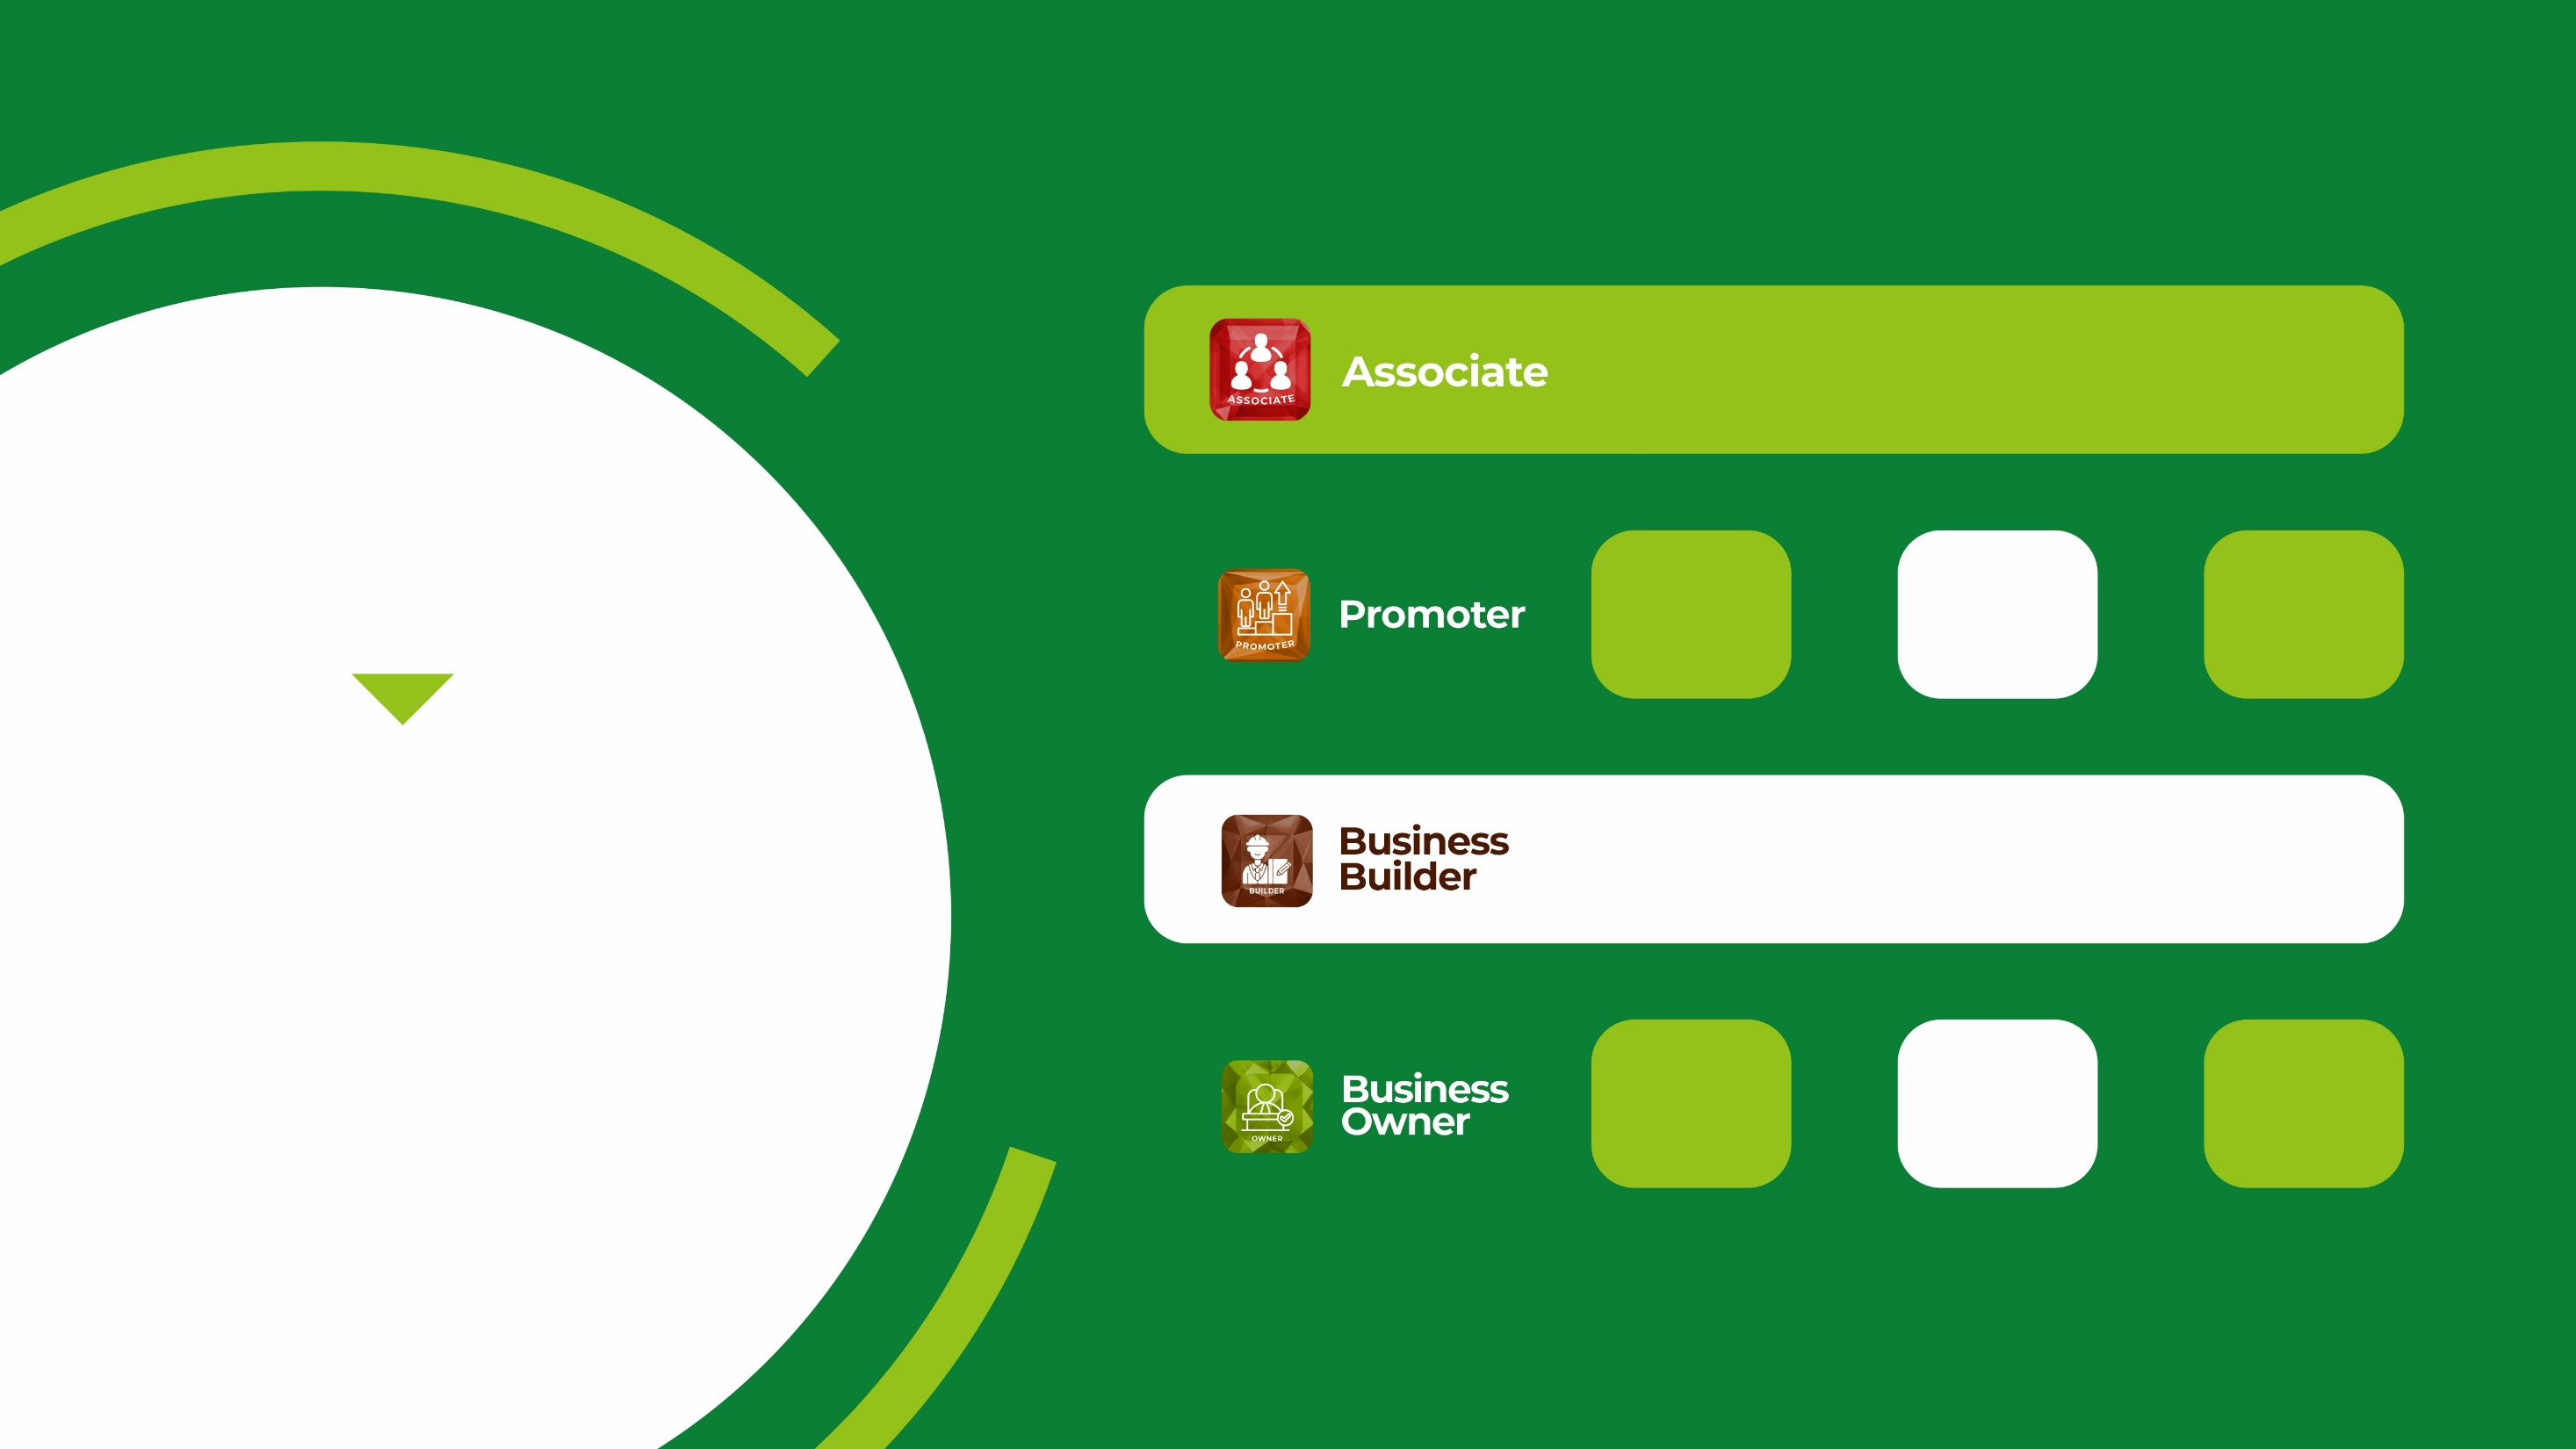 ASSOCIATE
Associate
PROMOTER
Promoter
Business
Builder
BUILDER
Business
Owner
OWNER